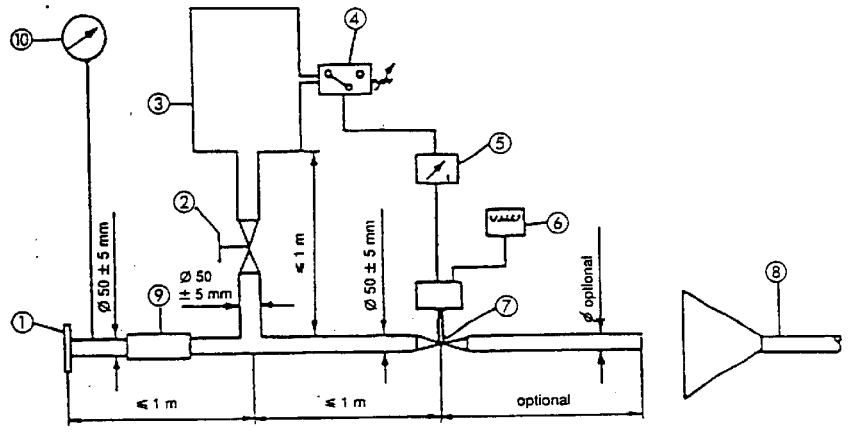 10
4
3
5
2
6
≤ 1 m
Ø 50 ± 5 mm
Ø 50
± 5 mm
Ø 50 ± 5 mm
Ø optional
9
7
8
1
≤ 1 m
≤ 1 m
optional